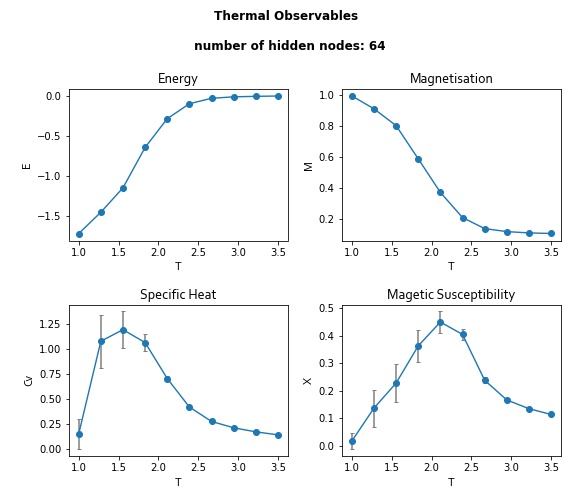 Thermal Observables
number of hidden nodes: 64
Energy
0.0
−0.5
−1.0
−1.5
E
1.0 1.5 2.0 2.5 3.0 3.5
T
Magnetisation
1.0
0.8
0.6
0.4
0.2
M
1.0 1.5 2.0 2.5 3.0 3.5
T
Specific Heat
1.25
1.00
0.75
0.50
0.25
0.00
Cv
1.0 1.5 2.0 2.5 3.0 3.5
T
Magetic Susceptibility
0.5
0.4
0.3
0.2
0.1
0.0
X
1.0 1.5 2.0 2.5 3.0 3.5
T